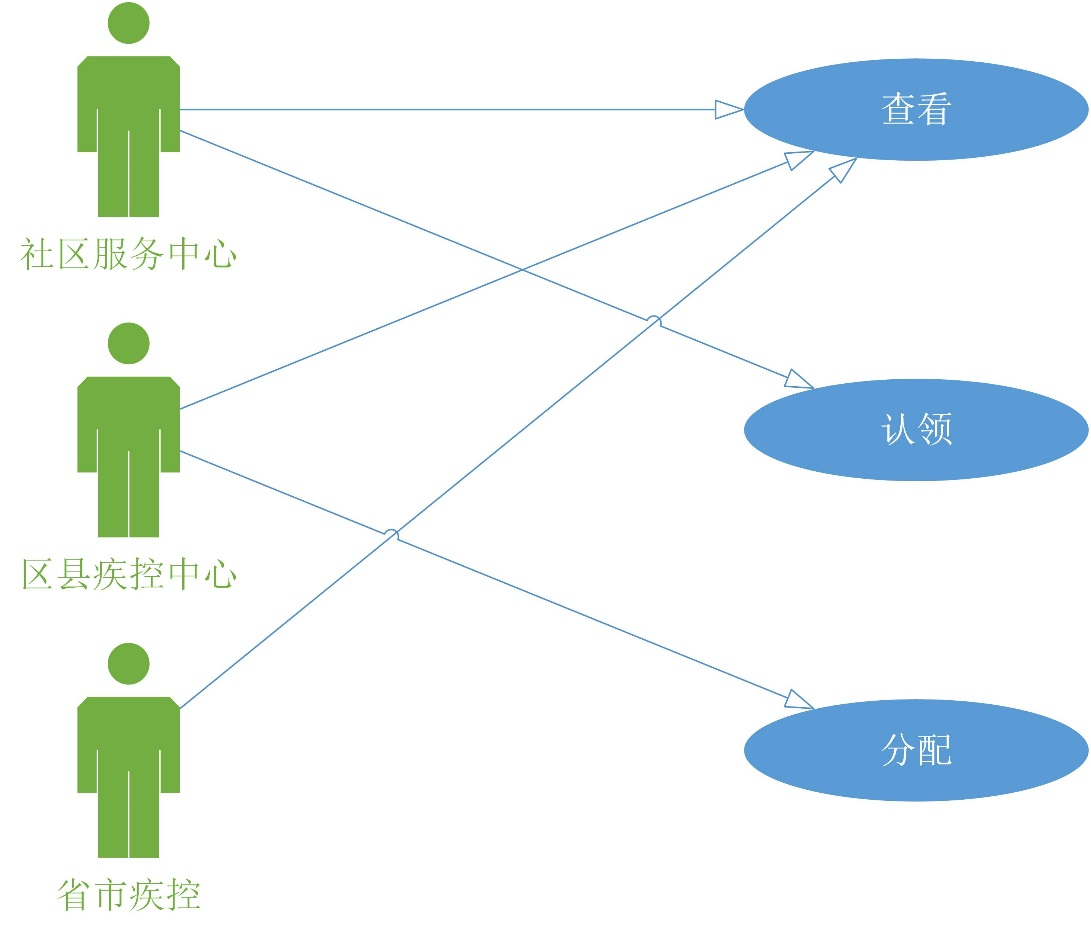 查看
社区服务中心
认领
区县疾控中心
分配
省市疾控